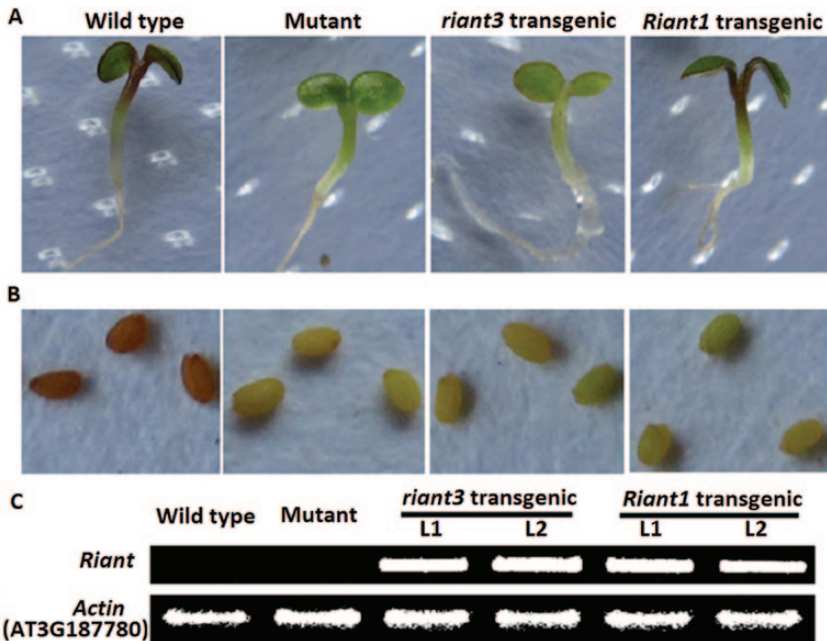 A
Wild type Mutant riant3 transgenic Riant1 transgenic
B
C
riant3 transgenic Riant1 transgenic
Wild type Mutant L1 L2 L1 L2
Riant
Actin
(AT3G187780)